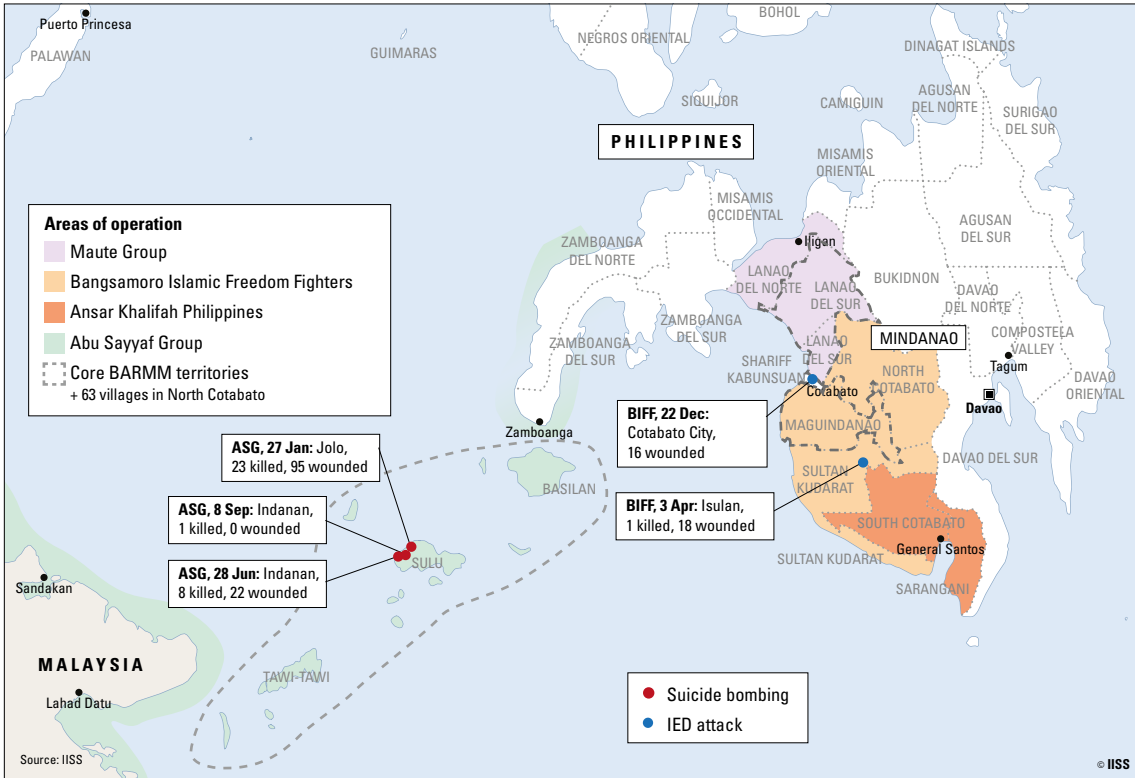 Puerto Princesa
PALAWAN
GUIMARAS
NEGROS ORIENTAL
BOHOL
SIQUIJOR
CAMIGUIN
DINAGAT ISLANDS
AGUSAN
DEL NORTE
SURIGAO
DEL SUR
PHILIPPINES
MISAMIS
ORIENTAL
MISAMIS
OCCIDENTAL
AGUSAN
DEL SUR
Areas of operation
Maute Group
Bangsamoro Islamic Freedom Fighters
Ansar Khalifah Philippines
Abu Sayyaf Group
Core BARMM territories
+ 63 villages in North Cotabato
ZAMBOANGA
DEL NORTE
Iligan
LANAO
DEL NORTE
LANAO
DEL SUR
BUKIDNON
DAVAO
DEL NORTE
COMPOSTELA
VALLEY
ZAMBOANGA
DEL SUR
ZAMBOANGA
DEL SUR
LANAO
DEL SUR
MINDANAO
SHARIFF
KABUNSUAN
Cotabato
NORTH
COTABATO
Tagum
DAVAO
ORIENTAL
Davao
Zamboanga
BIFF, 22 Dec:
Cotabato City,
16 wounded
MAGUINDANAO
ASG, 27 Jan: Jolo,
23 killed, 95 wounded
BASILAN
SULTAN
KUDARAT
DAVAO DEL SUR
ASG, 8 Sep: Indanan,
1 killed, 0 wounded
BIFF, 3 Apr: Isulan,
1 killed, 18 wounded
SOUTH COTABATO
General Santos
SULU
SULTAN KUDARAT
SARANGANI
ASG, 28 Jun: Indanan,
8 killed, 22 wounded
Sandakan
MALAYSIA
Lahad Datu
TAWI-TAWI
Suicide bombing
IED attack
Source: IISS
© IISS